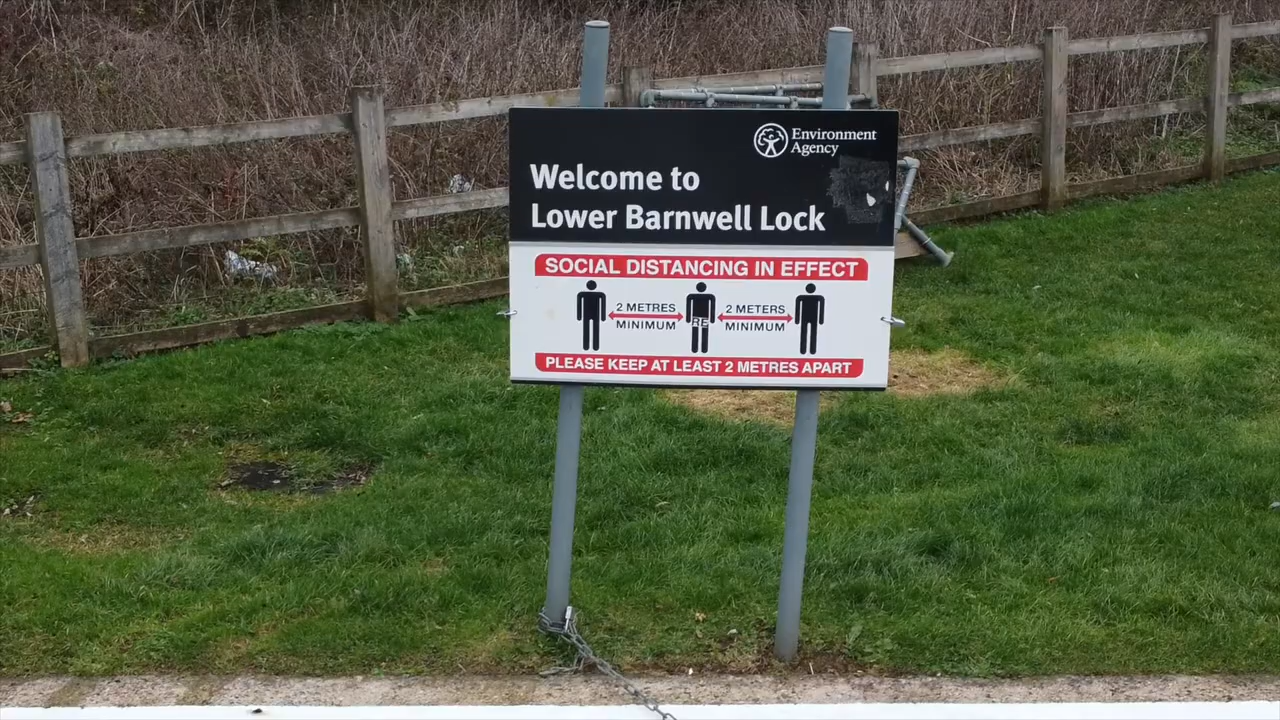 Environment
Agency
Welcome to
Lower Barnwell Lock
SOCIAL DISTANCING IN EFFECT
2 METRES
MINIMUM
RE
2 METERS
MINIMUM
PLEASE KEEP AT LEAST 2 METRES APART